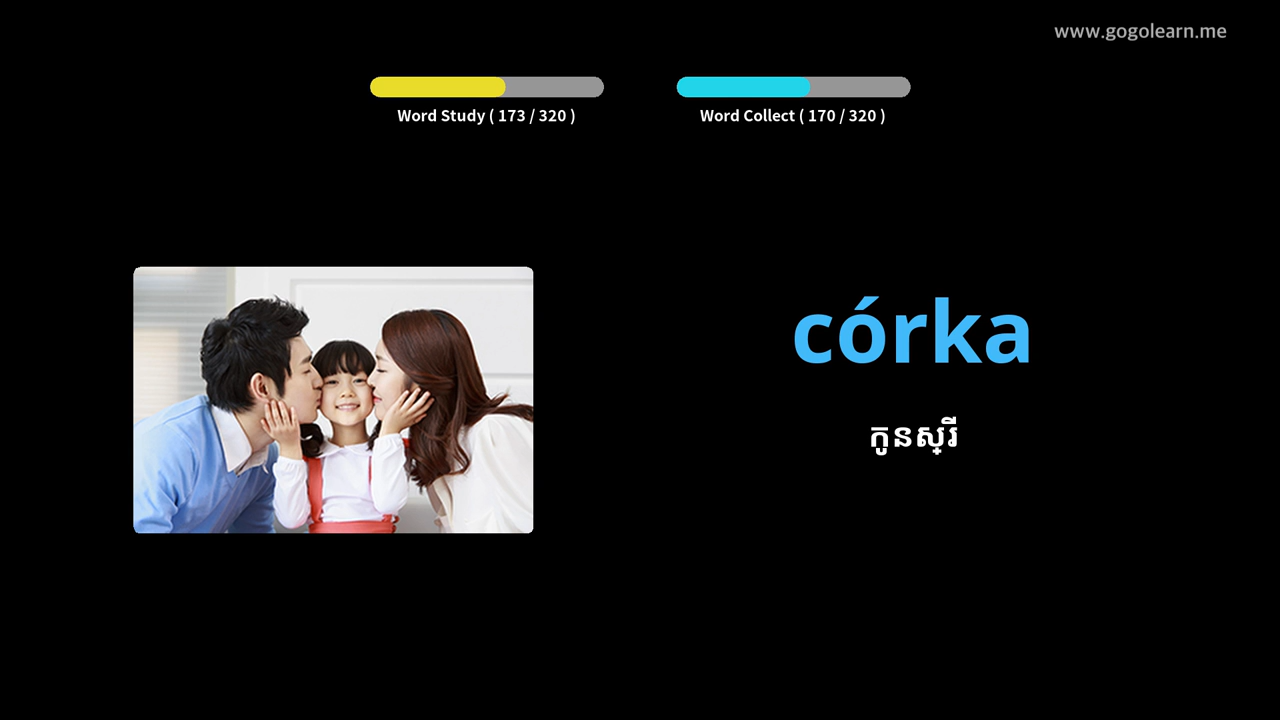 www.gogolearn.me
Word Study ( 173 / 320 )
Word Collect ( 170 / 320 )
córka
កូនស្រី